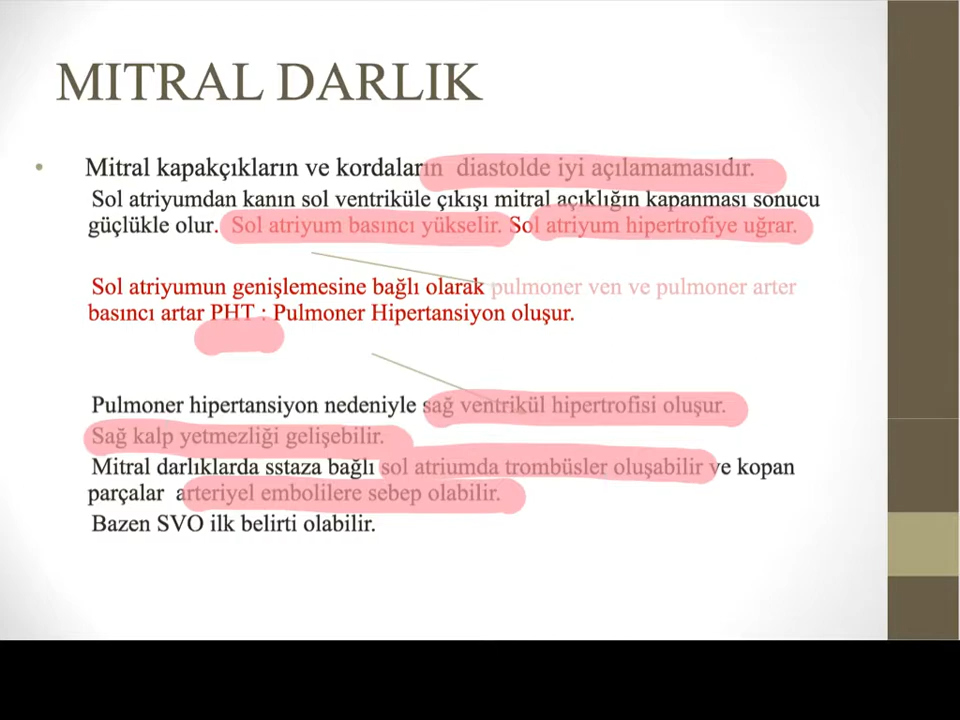 MITRAL DARLIK
• Mitral kapakçıkların ve kordaların diastolde iyi açılamamasıdır.
Sol atriyumdan kanın sol ventriküle çıkışı mitral açıklığın kapanması sonucu
güçlükle olur. Sol atriyum basıncı yükselir. Sol atriyum hipertrofiye uğrar.
Sol atriyumun genişlemesine bağlı olarak pulmoner ven ve pulmoner arter
basıncı artar PHT : Pulmoner Hipertansiyon oluşur.
Pulmoner hipertansiyon nedeniyle sağ ventrikül hipertrofisi oluşur.
Sağ kalp yetmezliği gelişebilir.
Mitral darlıklarda sstaza bağlı sol atriumda trombüsler oluşabilir ve kopan
parçalar arteriyel embolilere sebep olabilir.
Bazen SVO ilk belirti olabilir.